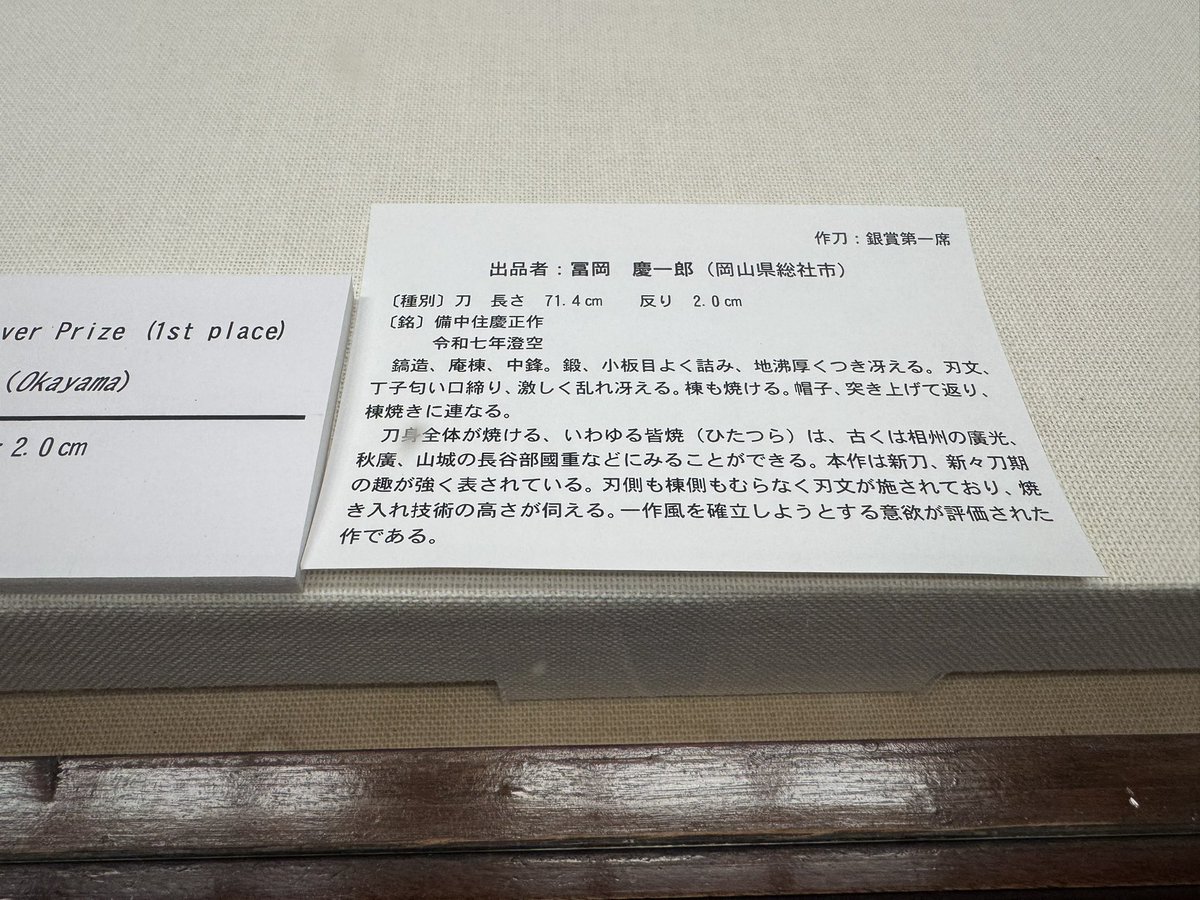 ver Prize (1st place)
(Okayama)
2.0cm
作刀：銀賞第一席
出品者：冨岡　慶一郎（岡山県総社市）
〔種別〕刀　長さ　71.4cm　　反り　2.0cm
〔銘〕備中住慶正作
令和七年澄空
鎬造、庵棟、中鋒。鍛、小板目よく詰み、地沸厚くつき冴える。刃文、
丁子匂い口締り、激しく乱れ冴える。棟も焼ける。帽子、突き上げて返り、
棟焼きに連なる。
刀身全体が焼ける、いわゆる皆焼（ひたつら）は、古くは相州の廣光、
秋廣、山城の長谷部國重などにみることができる。本作は新刀、新々刀期
の趣が強く表されている。刃側も棟側もむらなく刃文が施されており、焼
き入れ技術の高さが伺える。一作風を確立しようとする意欲が評価された
作である。